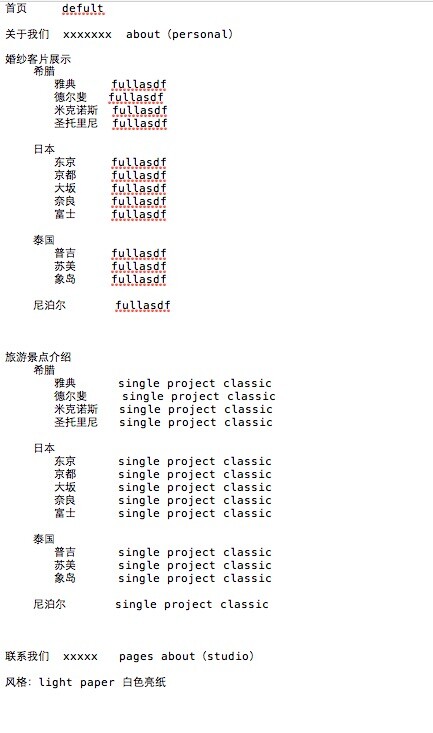 首页 defult
关于我们 xxxxxxx about（personal）
婚纱客片展示
希腊
雅典 fullasdf
德尔斐 fullasdf
米克诺斯 fullasdf
圣托里尼 fullasdf
日本
东京 fullasdf
京都 fullasdf
大坂 fullasdf
奈良 fullasdf
富士 fullasdf
泰国
普吉 fullasdf
苏美 fullasdf
象岛 fullasdf
尼泊尔 fullasdf
旅游景点介绍
希腊
雅典 single project classic
德尔斐 single project classic
米克诺斯 single project classic
圣托里尼 single project classic
日本
东京 single project classic
京都 single project classic
大坂 single project classic
奈良 single project classic
富士 single project classic
泰国
普吉 single project classic
苏美 single project classic
象岛 single project classic
尼泊尔 single project classic
联系我们 xxxxx pages about（studio）
风格：light paper 白色亮纸